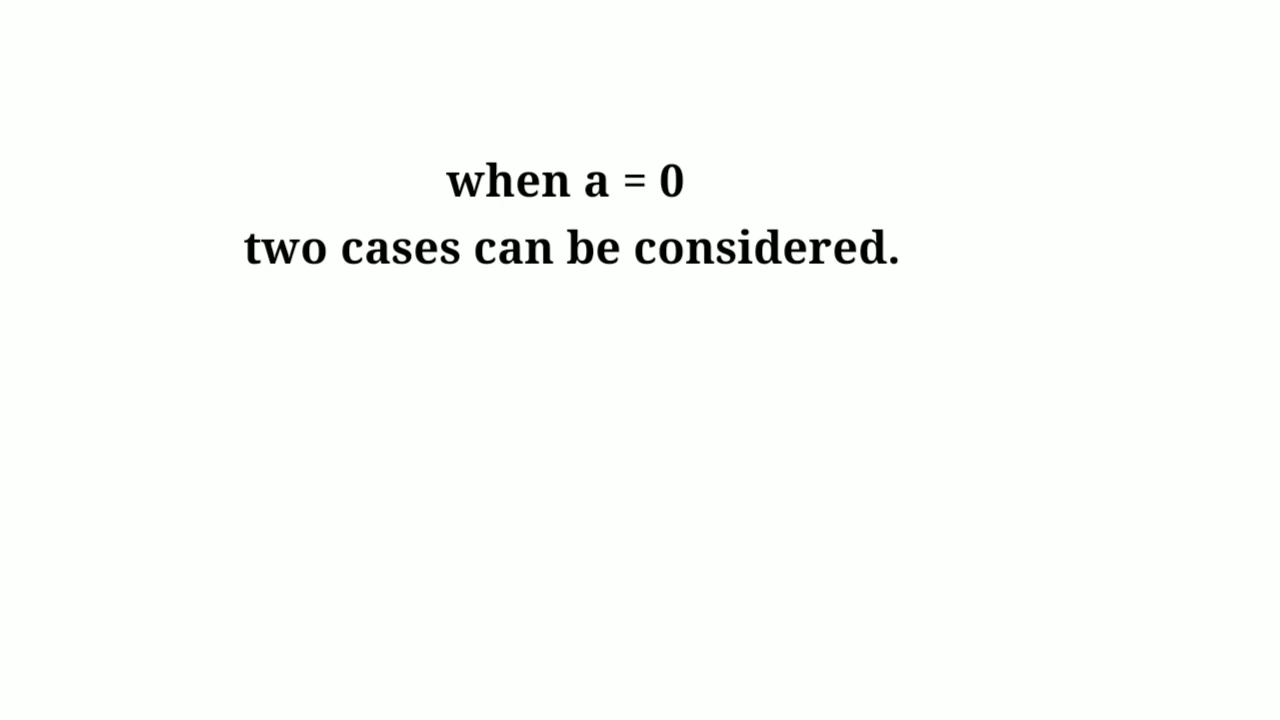 when a = 0
two cases can be considered.